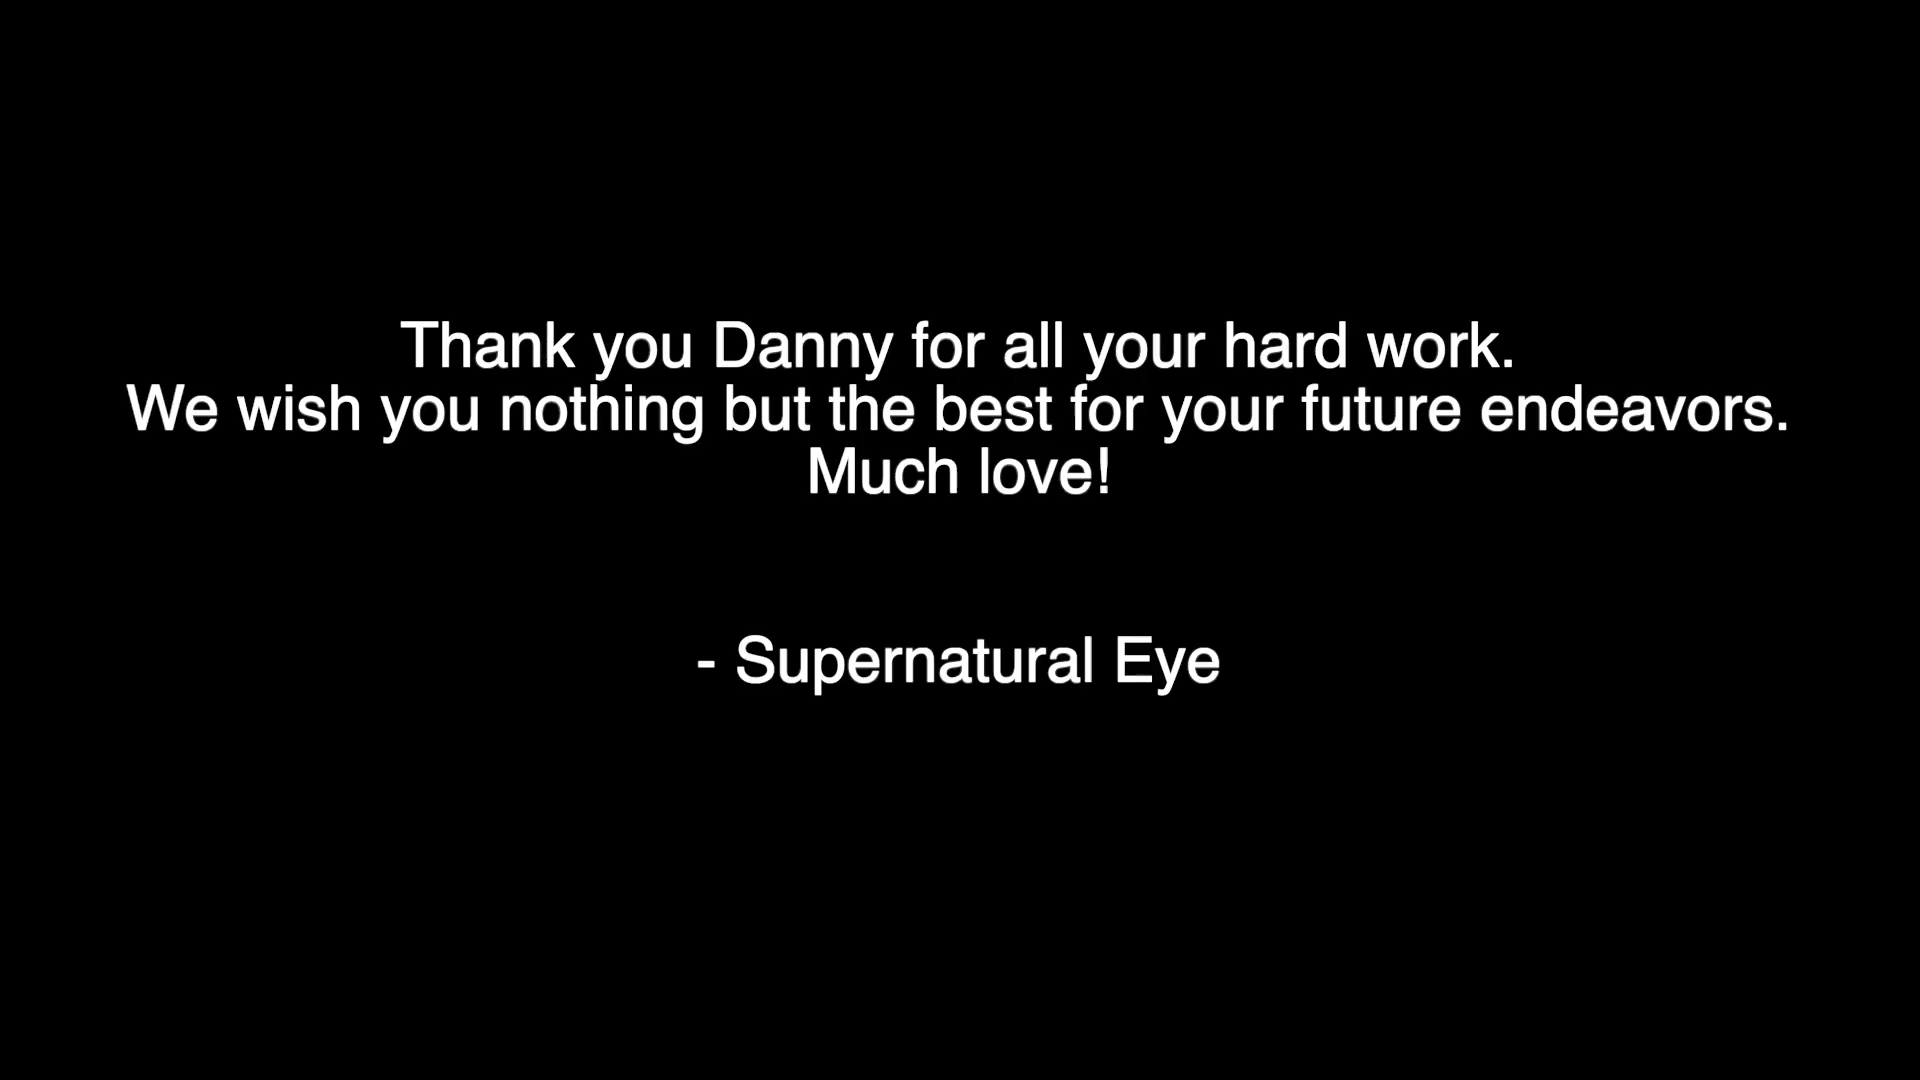 Thank you Danny for all your hard work.
We wish you nothing but the best for your future endeavors.
Much love!
- Supernatural Eye